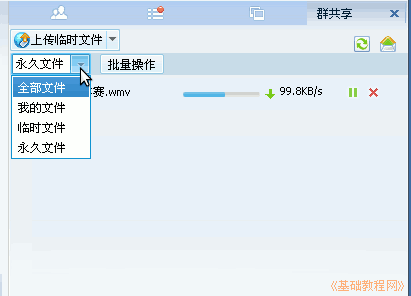 群共享 X
上传临时文件
永久文件 批量操作
全部文件
赛.wmv 99.8KB/s
我的文件
临时文件
永久文件
《基础教程网》